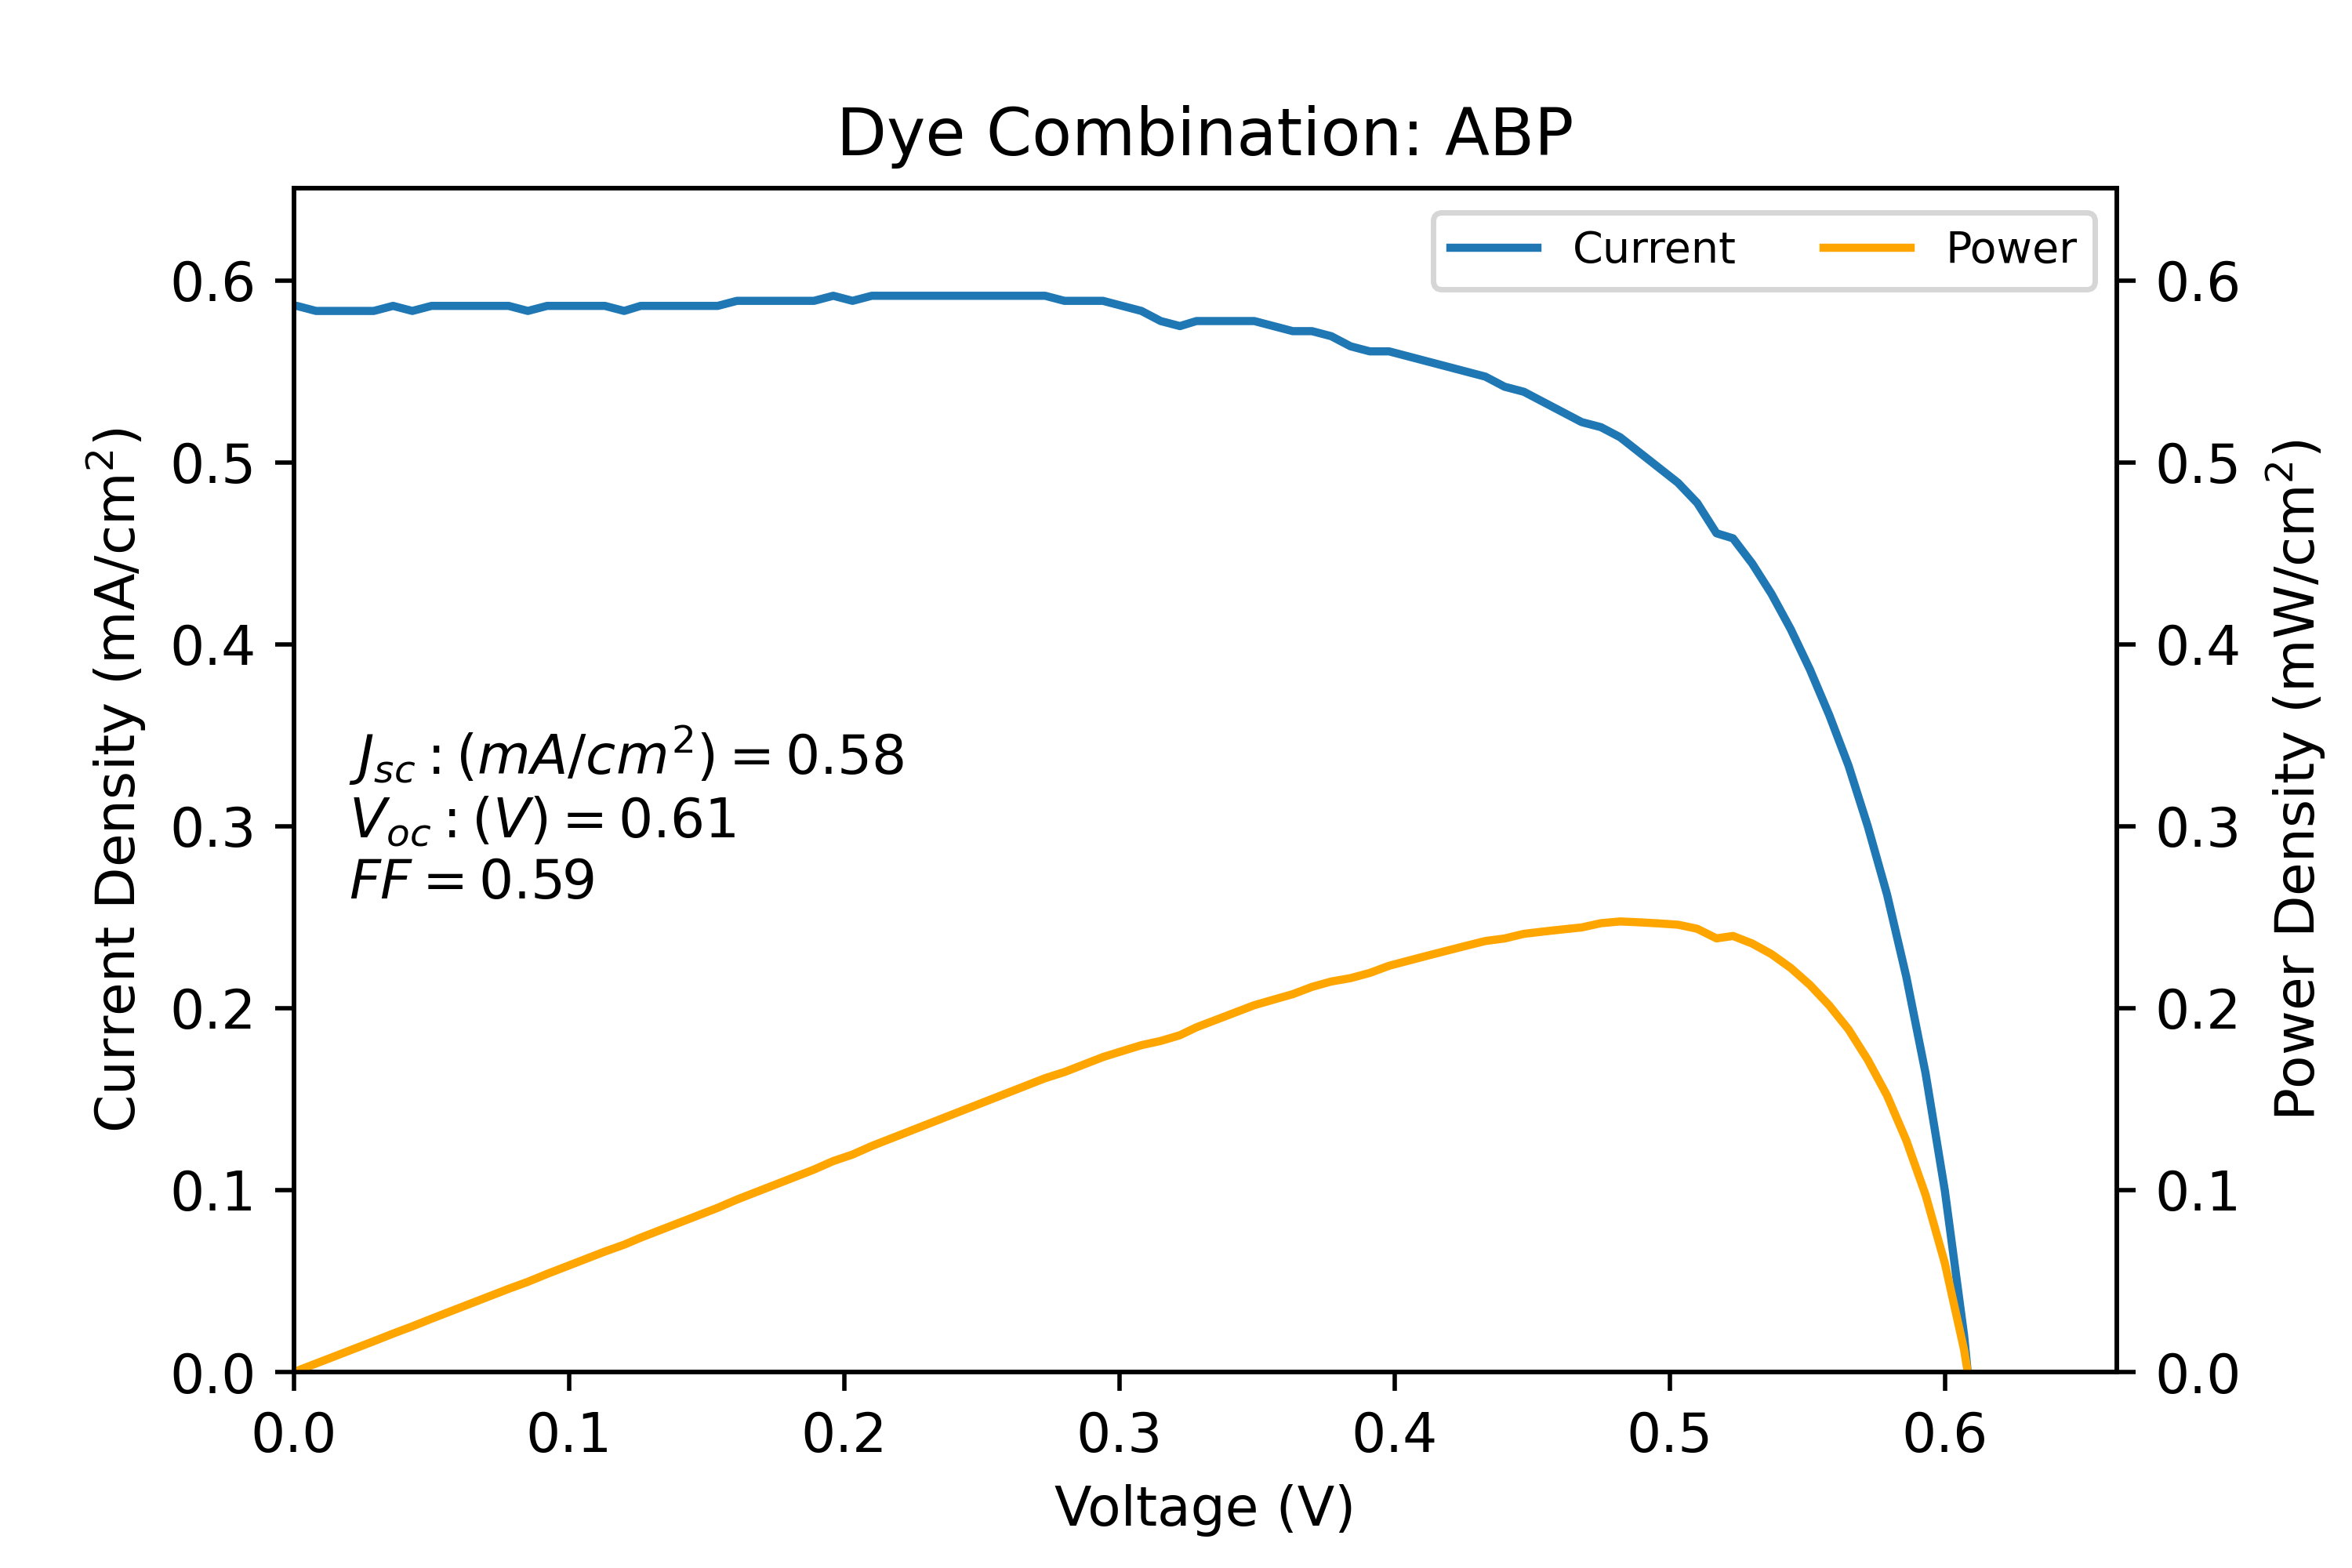 Dye Combination: ABP
Current Power
0.6
0.5
0.4
0.3
0.2
0.1
0.0
Current Density (mA/cm²)
J_sc : (mA/cm²) = 0.58
V_oc : (V) = 0.61
FF = 0.59
0.6
0.5
0.4
0.3
0.2
0.1
0.0
Power Density (mW/cm²)
0.0 0.1 0.2 0.3 0.4 0.5 0.6
Voltage (V)